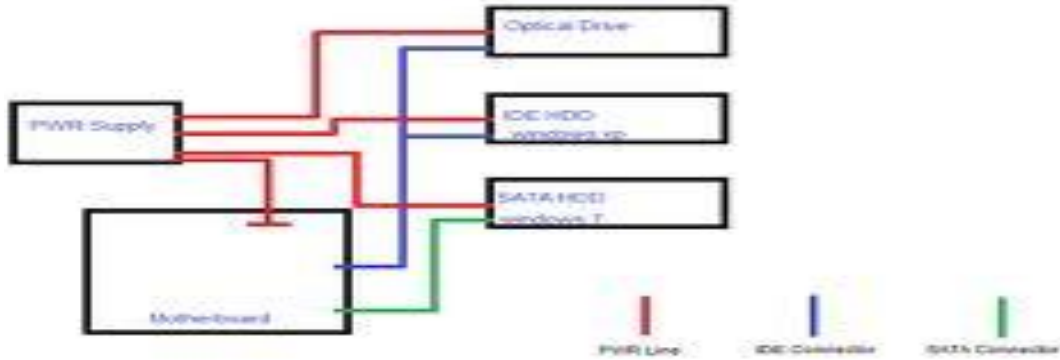 Optical Drive
PWR Supply
IDE HDD
windows xp
SATA HDD
windows 7
Motherboard
PWR Line
IDE Connector
SATA Connector